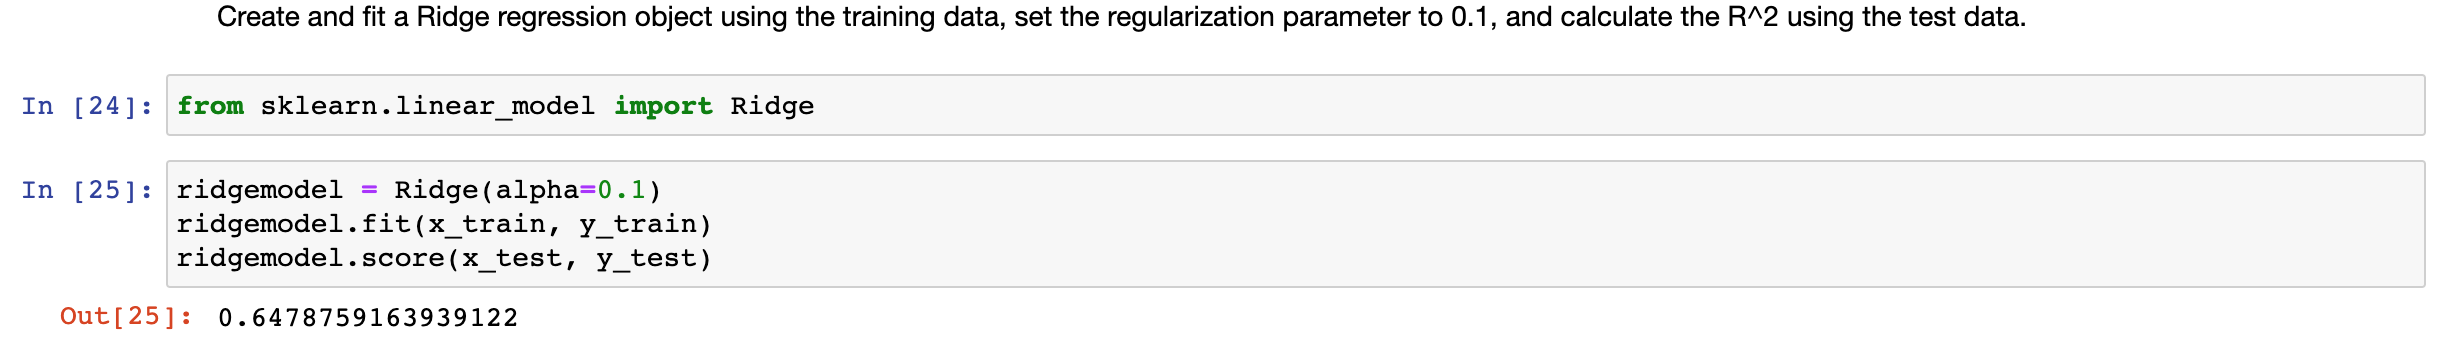 Create and fit a Ridge regression object using the training data, set the regularization parameter to 0.1, and calculate the R^2 using the test data.
In [24]: from sklearn.linear_model import Ridge
In [25]: ridgemodel = Ridge(alpha=0.1)
ridgemodel.fit(x_train, y_train)
ridgemodel.score(x_test, y_test)
Out[25]: 0.6478759163939122